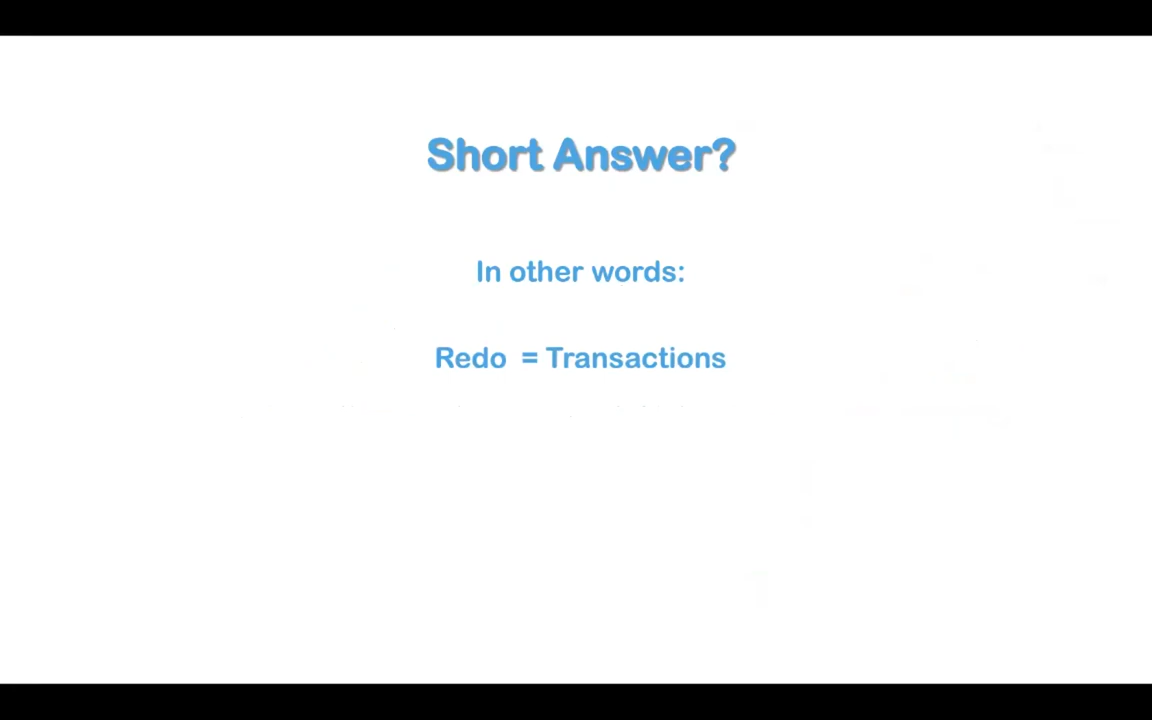 Short Answer?
In other words:
Redo = Transactions